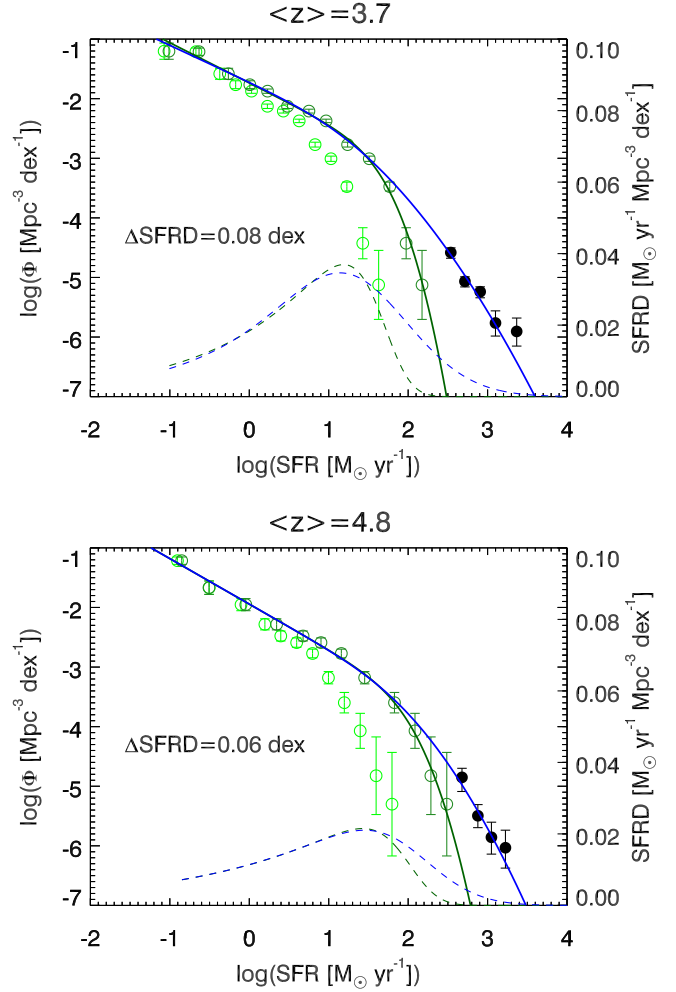 <z>=3.7
-1
-2
-3
-4
-5
-6
-7
log(Φ [Mpc⁻³ dex⁻¹])
ΔSFRD=0.08 dex
0.10
0.08
0.06
0.04
0.02
0.00
SFRD [M☉ yr⁻¹ Mpc⁻³ dex⁻¹]
-2 -1 0 1 2 3 4
log(SFR [M☉ yr⁻¹])
<z>=4.8
-1
-2
-3
-4
-5
-6
-7
log(Φ [Mpc⁻³ dex⁻¹])
ΔSFRD=0.06 dex
0.10
0.08
0.06
0.04
0.02
0.00
SFRD [M☉ yr⁻¹ Mpc⁻³ dex⁻¹]
-2 -1 0 1 2 3 4
log(SFR [M☉ yr⁻¹])